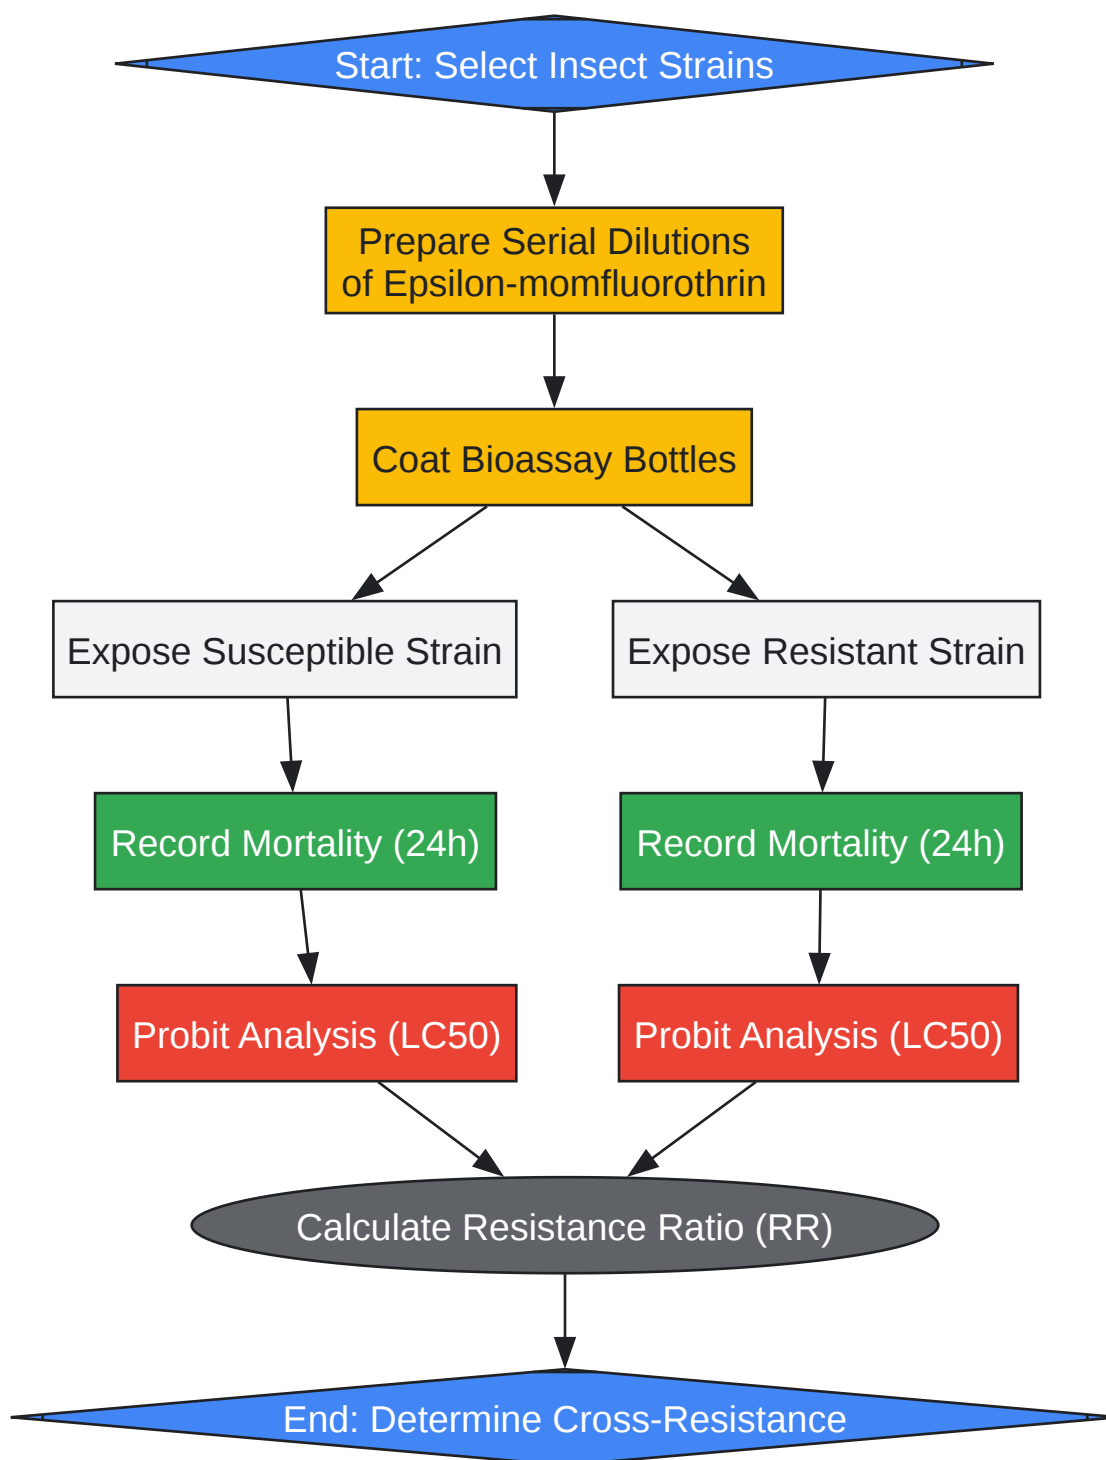 Start: Select Insect Strains
Prepare Serial Dilutions
of Epsilon-momfluorothrin
Coat Bioassay Bottles
Expose Susceptible Strain
Expose Resistant Strain
Record Mortality (24h)
Record Mortality (24h)
Probit Analysis (LC50)
Probit Analysis (LC50)
Calculate Resistance Ratio (RR)
End: Determine Cross-Resistance